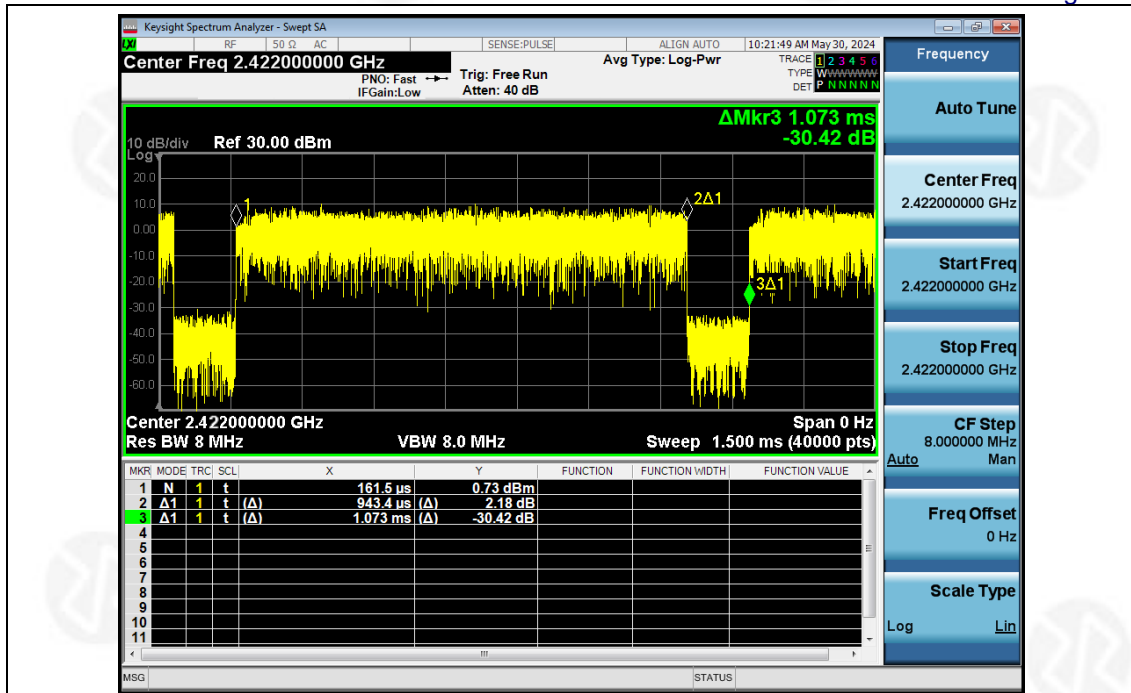 Keysight Spectrum Analyzer - Swept SA
LXI RF 50 Ω AC SENSE:PULSE ALIGN AUTO 10:21:49 AM May 30, 2024
Center Freq 2.422000000 GHz Avg Type: Log-Pwr TRACE 1 2 3 4 5 6
PNO: Fast Trig: Free Run TYPE WWWWWW
IFGain:Low Atten: 40 dB DET P N N N N N
ΔMkr3 1.073 ms
-30.42 dB
10 dB/div Ref 30.00 dBm
Log
20.0
10.0
0.00
-10.0
-20.0
-30.0
-40.0
-50.0
-60.0
1
2Δ1
3Δ1
Center 2.422000000 GHz Span 0 Hz
Res BW 8 MHz VBW 8.0 MHz Sweep 1.500 ms (40000 pts)
MKR MODE TRC SCL X Y FUNCTION FUNCTION WIDTH FUNCTION VALUE
1 N 1 t 161.5 µs 0.73 dBm
2 Δ1 1 t (Δ) 943.4 µs (Δ) 2.18 dB
3 Δ1 1 t (Δ) 1.073 ms (Δ) -30.42 dB
4
5
6
7
8
9
10
11
MSG STATUS
Frequency
Auto Tune
Center Freq
2.422000000 GHz
Start Freq
2.422000000 GHz
Stop Freq
2.422000000 GHz
CF Step
8.000000 MHz
Auto Man
Freq Offset
0 Hz
Scale Type
Log Lin